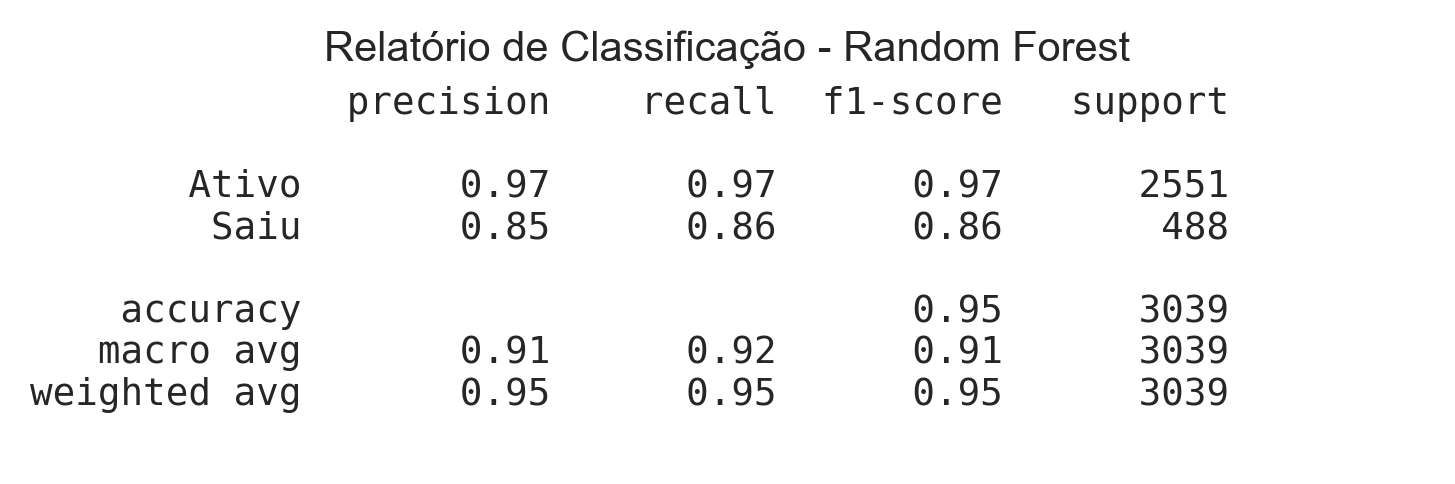 Relatório de Classificação - Random Forest
precision recall f1-score support
Ativo 0.97 0.97 0.97 2551
Saiu 0.85 0.86 0.86 488
accuracy 0.95 3039
macro avg 0.91 0.92 0.91 3039
weighted avg 0.95 0.95 0.95 3039